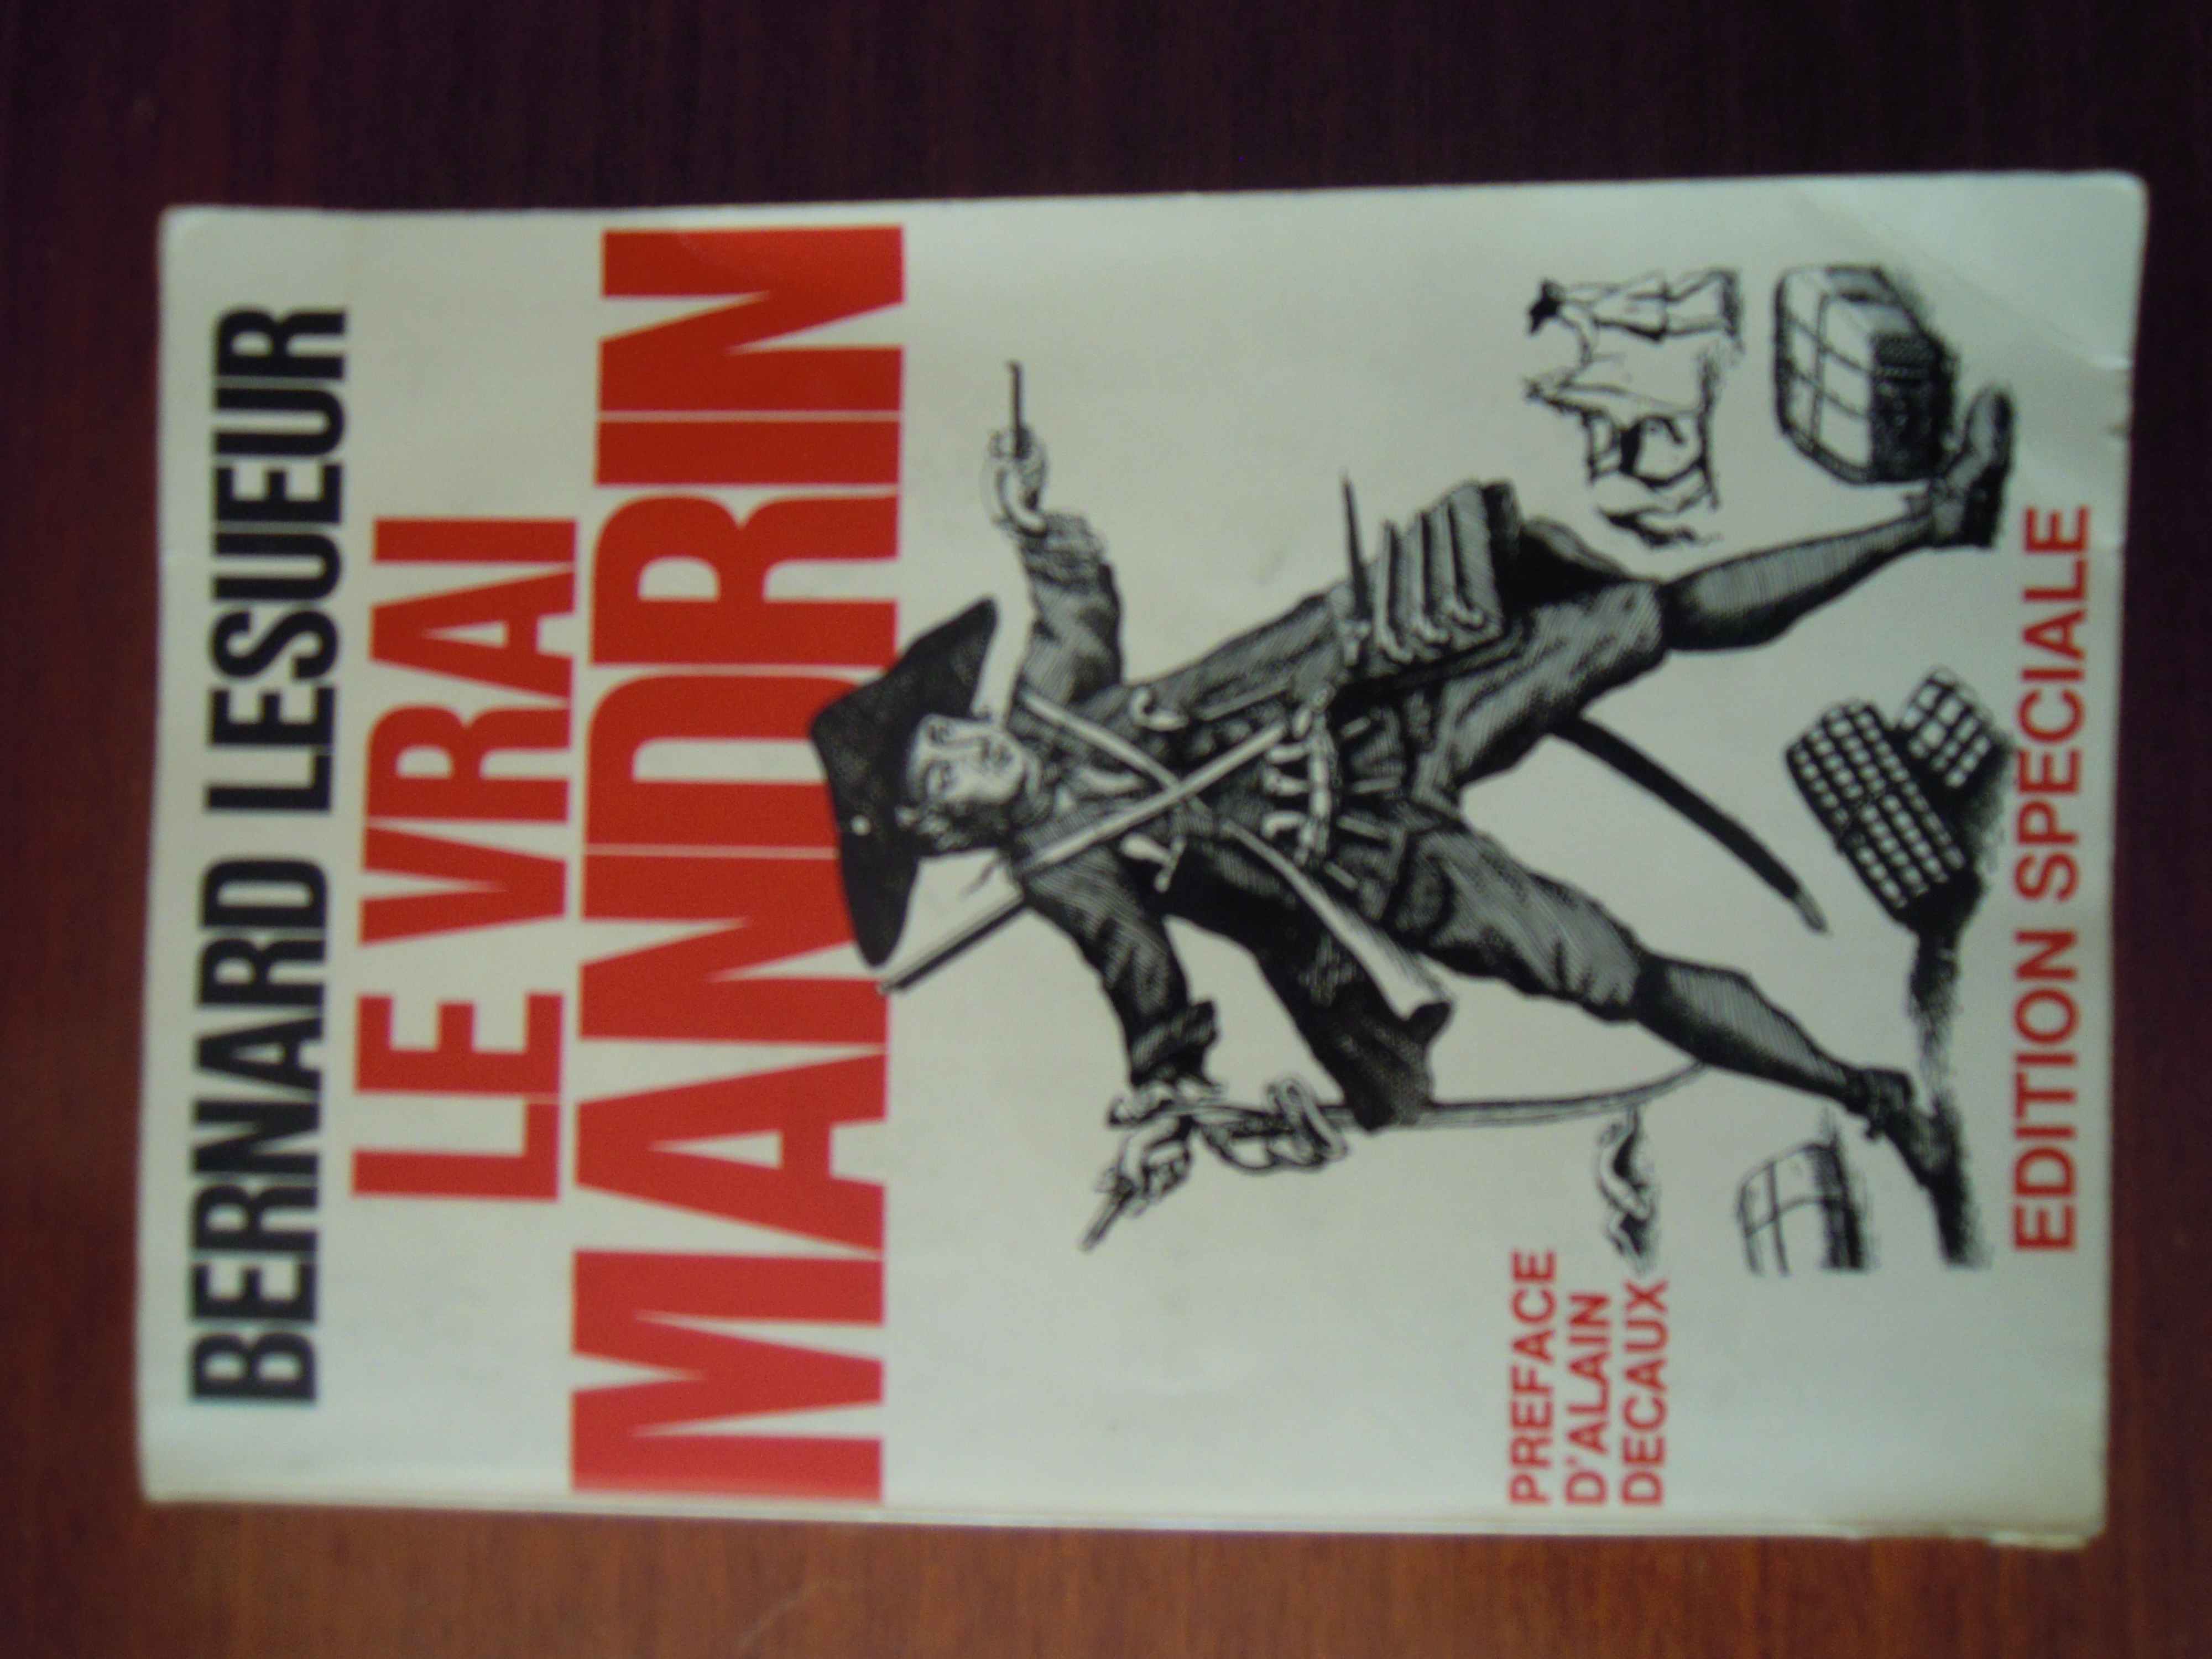 BERNARD LESUEUR
LE VRAI
MANDRIN
PREFACE
D'ALAIN
DECAUX
EDITION SPECIALE